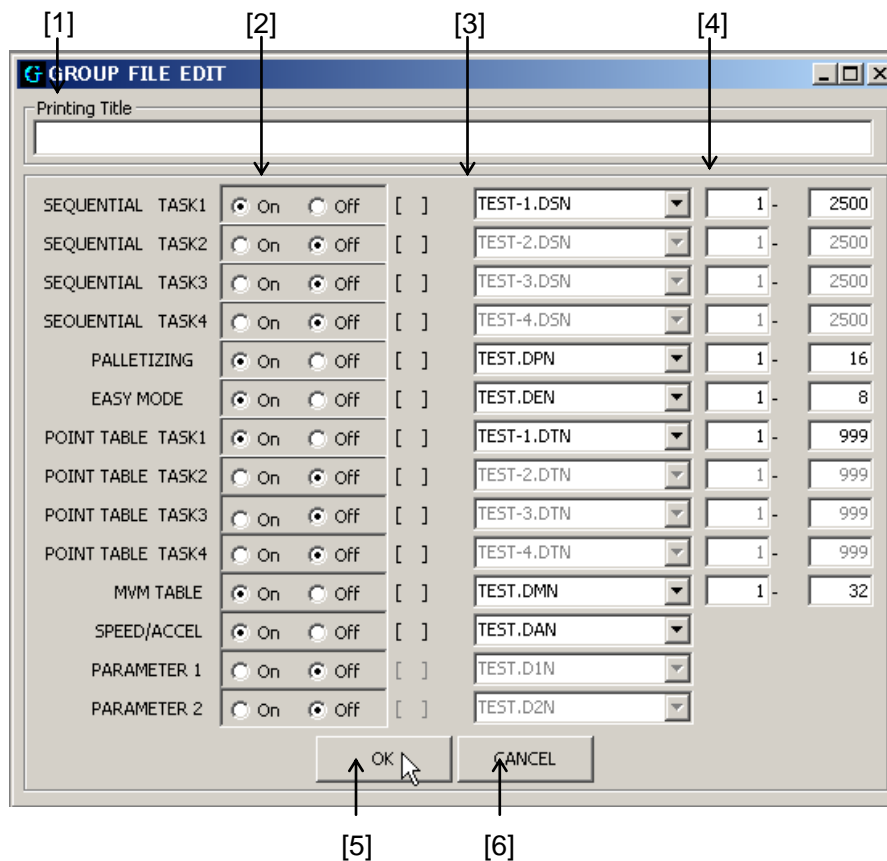 [1] [2] [3] [4]
GROUP FILE EDIT
Printing Title
SEQUENTIAL TASK1 On Off [ ] TEST-1.DSN 1 - 2500
SEQUENTIAL TASK2 On Off [ ] TEST-2.DSN 1 - 2500
SEQUENTIAL TASK3 On Off [ ] TEST-3.DSN 1 - 2500
SEOUENTIAL TASK4 On Off [ ] TEST-4.DSN 1 - 2500
PALLETIZING On Off [ ] TEST.DPN 1 - 16
EASY MODE On Off [ ] TEST.DEN 1 - 8
POINT TABLE TASK1 On Off [ ] TEST-1.DTN 1 - 999
POINT TABLE TASK2 On Off [ ] TEST-2.DTN 1 - 999
POINT TABLE TASK3 On Off [ ] TEST-3.DTN 1 - 999
POINT TABLE TASK4 On Off [ ] TEST-4.DTN 1 - 999
MVM TABLE On Off [ ] TEST.DMN 1 - 32
SPEED/ACCEL On Off [ ] TEST.DAN
PARAMETER 1 On Off [ ] TEST.D1N
PARAMETER 2 On Off [ ] TEST.D2N
OK CANCEL
[5] [6]